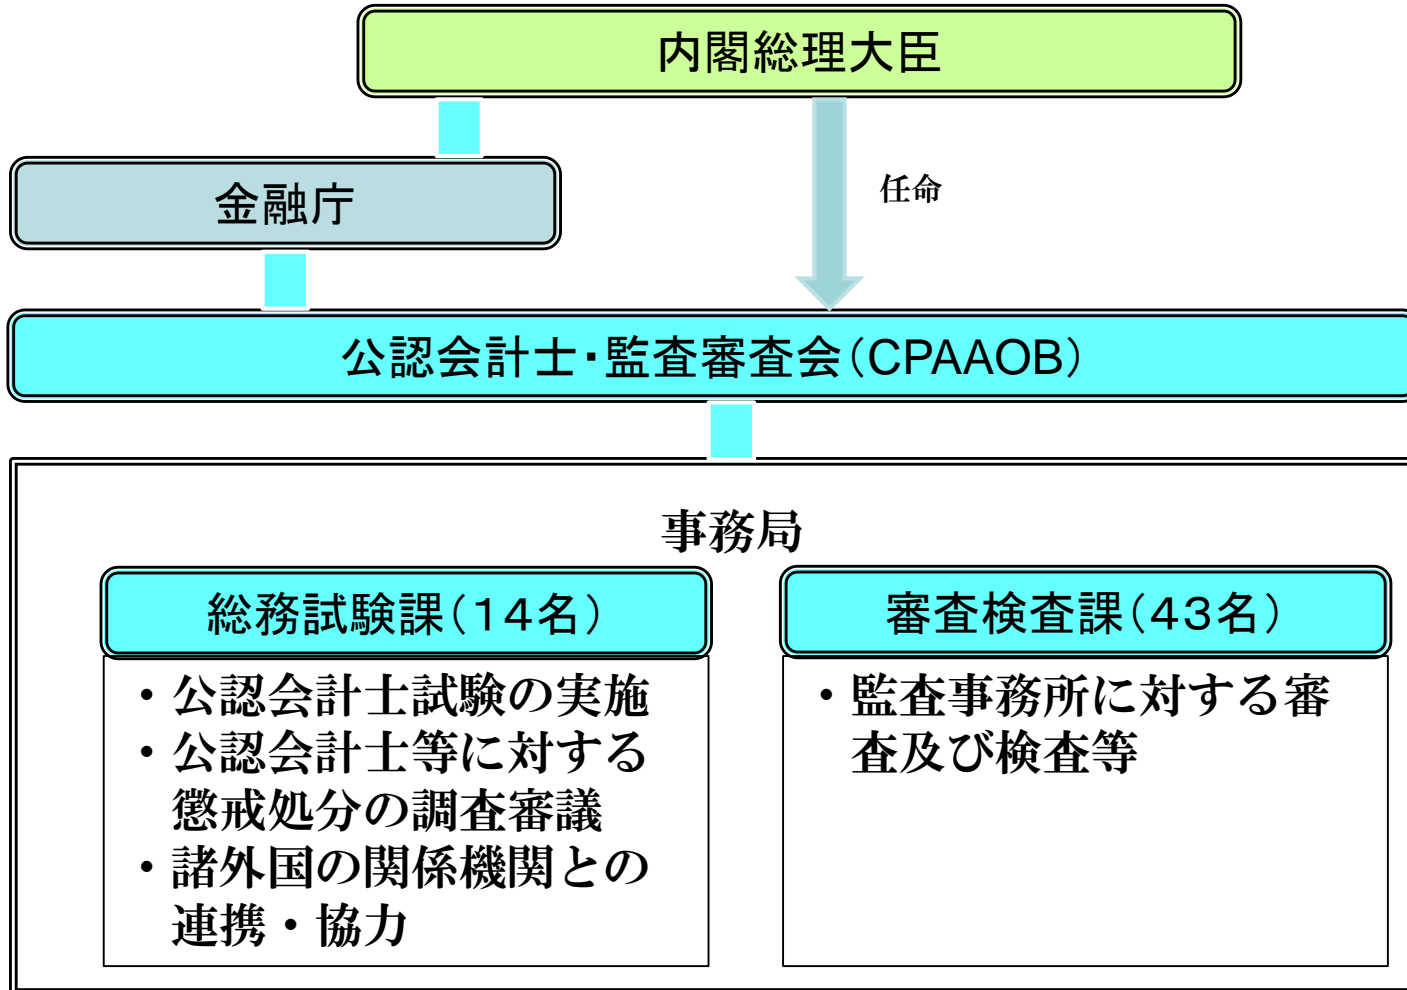 内閣総理大臣
金融庁
任命
公認会計士・監査審査会(CPAAOB)
事務局
総務試験課(14名)
・公認会計士試験の実施
・公認会計士等に対する
懲戒処分の調査審議
・諸外国の関係機関との
連携・協力
審査検査課(43名)
・監査事務所に対する審
査及び検査等